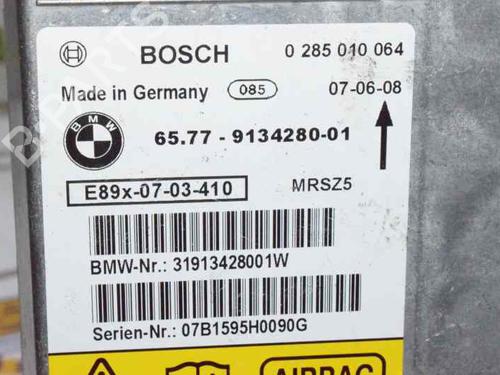 BOSCH 0 285 010 064
Made in Germany 085 07-06-08
BMW 65.77 - 9134280-01
E89x-07-03-410 MRSZ5
BMW-Nr.: 31913428001W
Serien-Nr.: 07B1595H0090G
AIRBAG